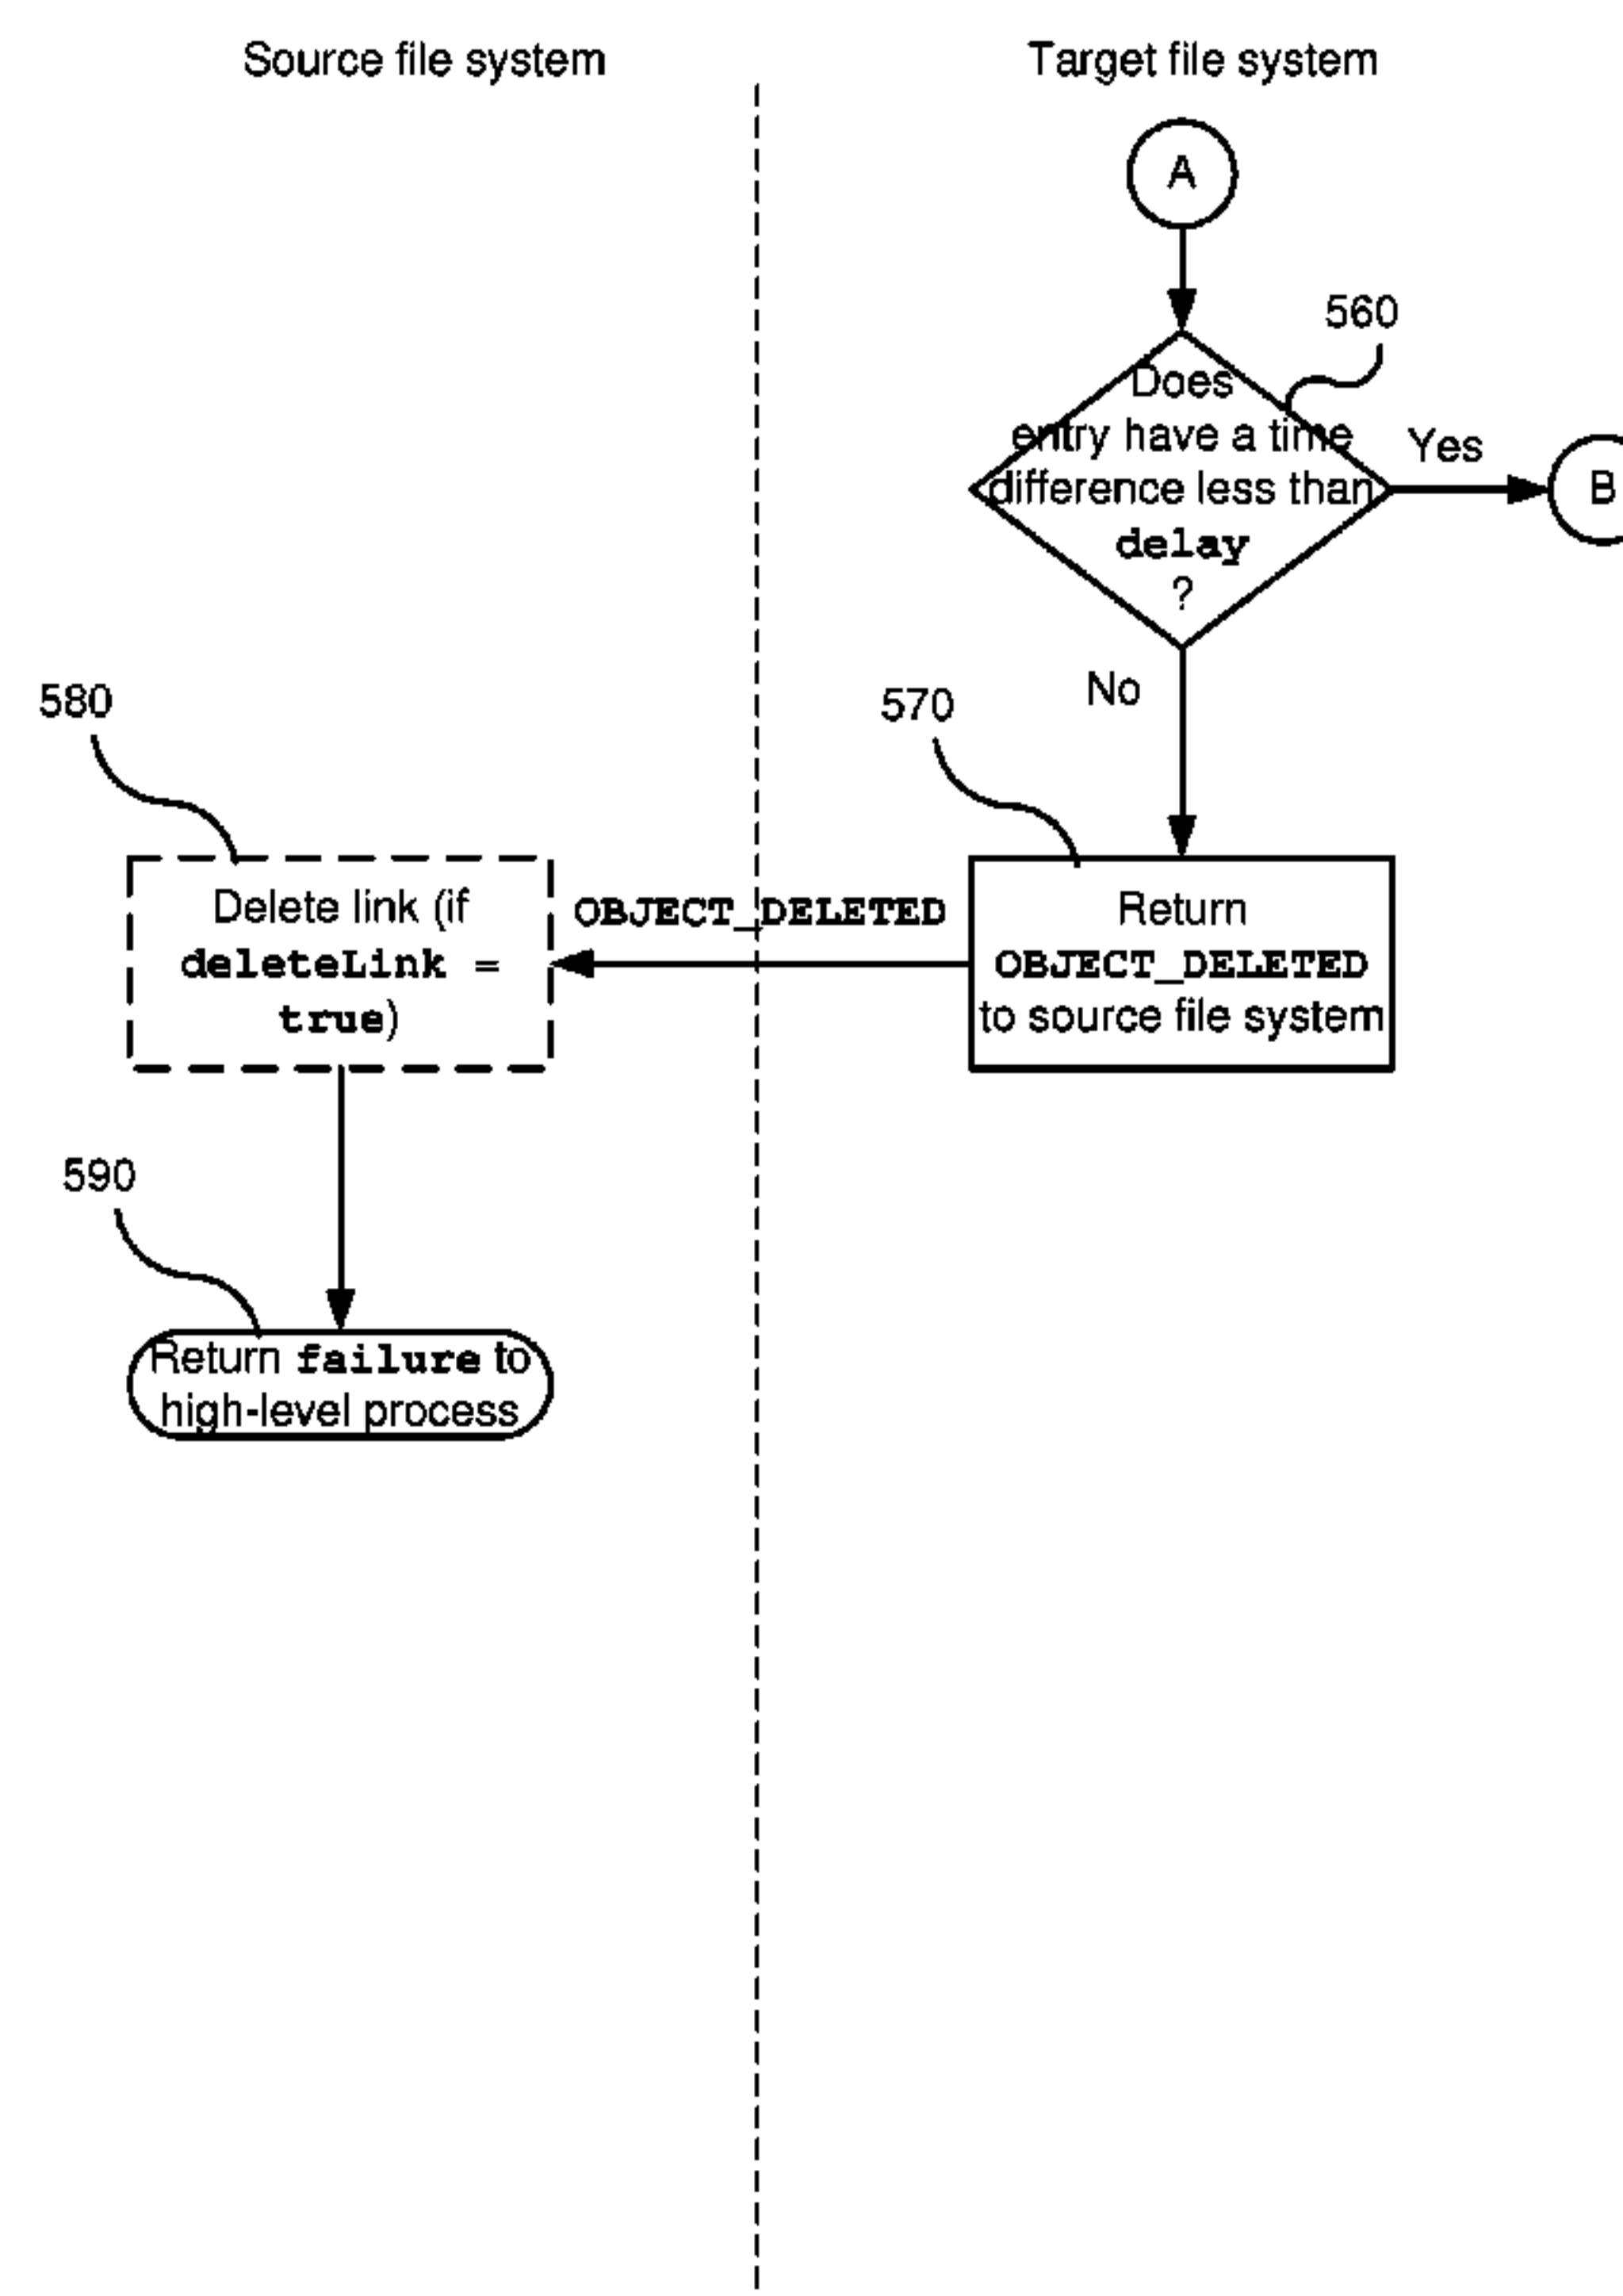 Source file system
Target file system
A
560
Does
entry have a time
difference less than
delay
?
Yes
B
No
580
570
Delete link (if
deleteLink =
true)
OBJECT_DELETED
Return
OBJECT_DELETED
to source file system
590
Return failure to
high-level process